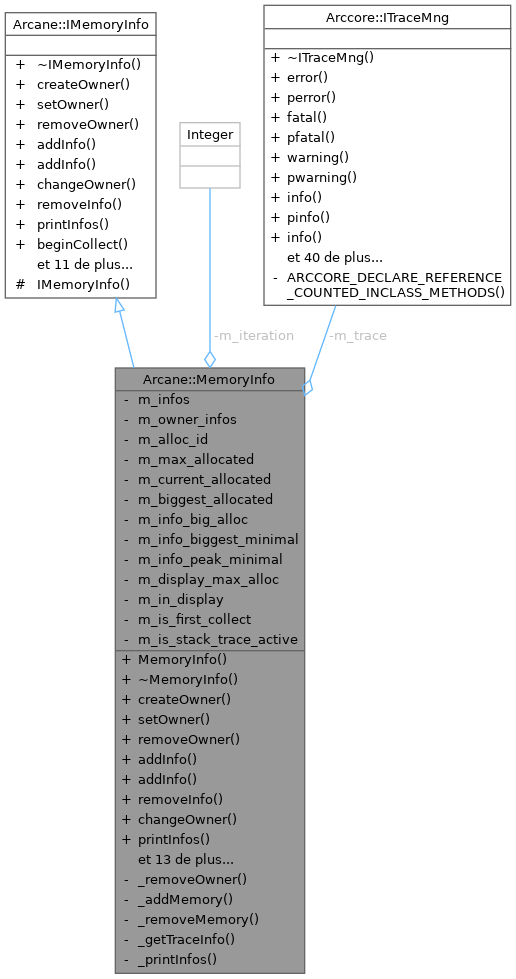 Arcane::IMemoryInfo
+ ~IMemoryInfo()
+ createOwner()
+ setOwner()
+ removeOwner()
+ addInfo()
+ addInfo()
+ changeOwner()
+ removeInfo()
+ printInfos()
+ beginCollect()
et 11 de plus...
# IMemoryInfo()
Integer
Arccore::ITraceMng
+ ~ITraceMng()
+ error()
+ perror()
+ fatal()
+ pfatal()
+ warning()
+ pwarning()
+ info()
+ pinfo()
+ info()
et 40 de plus...
- ARCCORE_DECLARE_REFERENCE
_COUNTED_INCLASS_METHODS()
-m_iteration
-m_trace
Arcane::MemoryInfo
- m_infos
- m_owner_infos
- m_alloc_id
- m_max_allocated
- m_current_allocated
- m_biggest_allocated
- m_info_big_alloc
- m_info_biggest_minimal
- m_info_peak_minimal
- m_display_max_alloc
- m_in_display
- m_is_first_collect
- m_is_stack_trace_active
+ MemoryInfo()
+ ~MemoryInfo()
+ createOwner()
+ setOwner()
+ removeOwner()
+ addInfo()
+ addInfo()
+ removeInfo()
+ changeOwner()
+ printInfos()
et 13 de plus...
- _removeOwner()
- _addMemory()
- _removeMemory()
- _getTraceInfo()
- _printInfos()